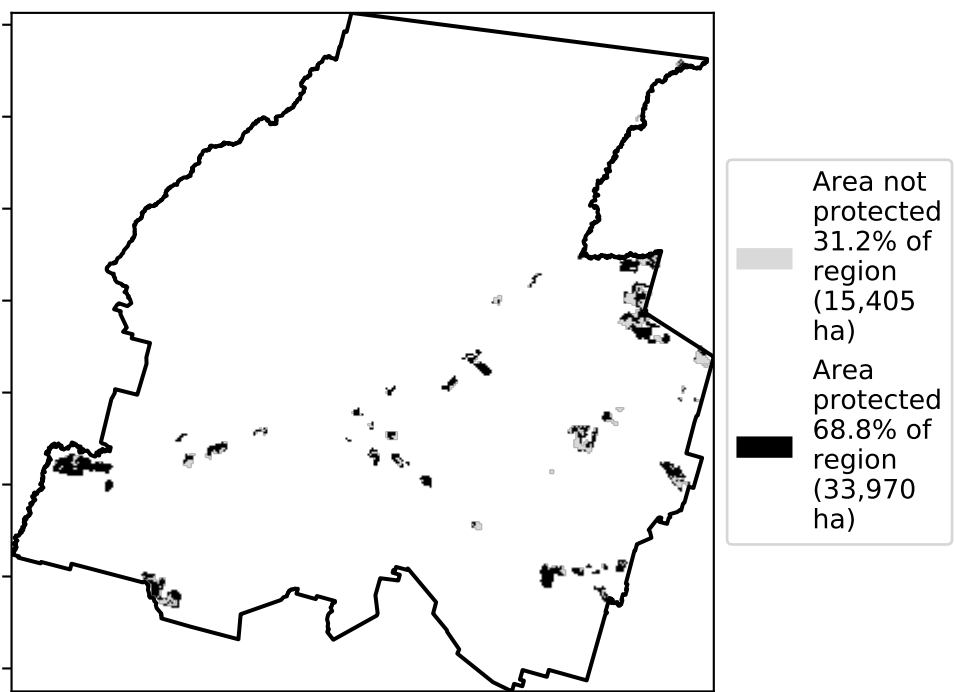 Area not
protected
31.2% of
region
(15,405
ha)
Area
protected
68.8% of
region
(33,970
ha)